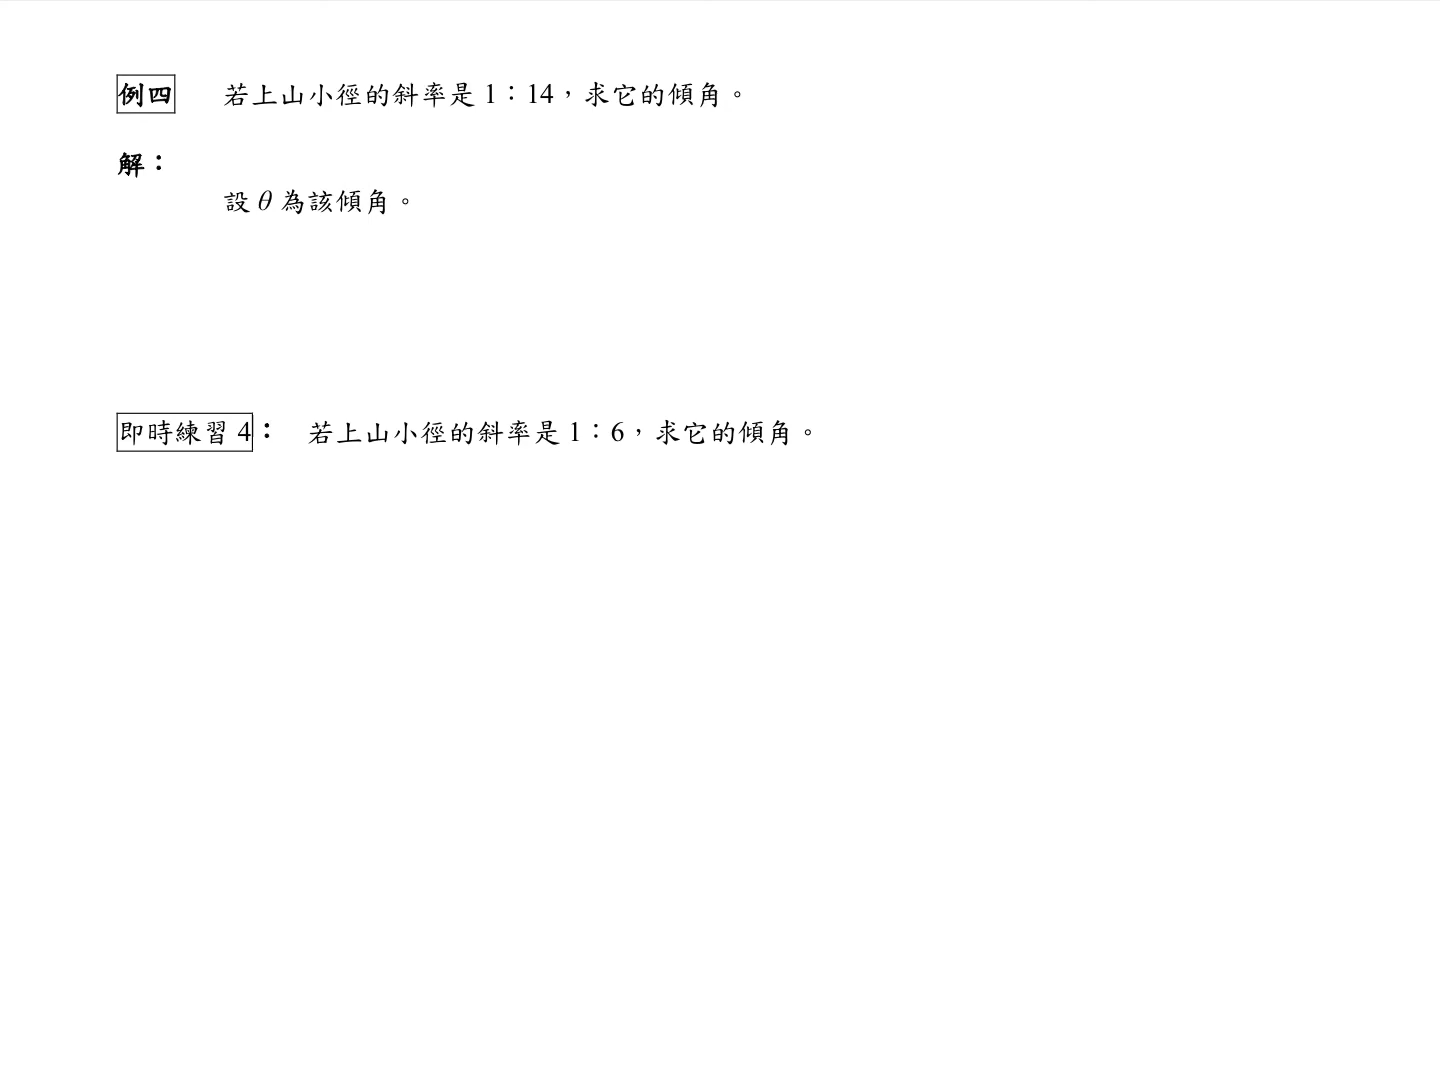 例四 若上山小徑的斜率是 1：14，求它的傾角。
解：
設 θ 為該傾角。
即時練習 4： 若上山小徑的斜率是 1：6，求它的傾角。